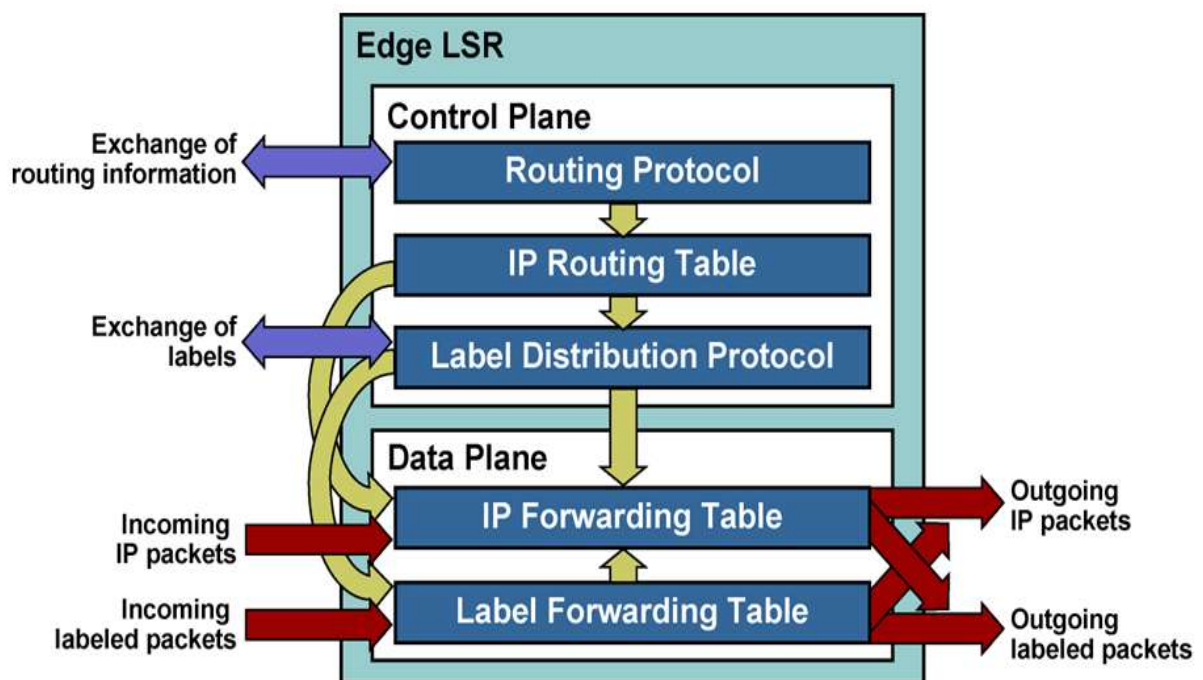 Edge LSR
Control Plane
Exchange of
routing information
Routing Protocol
IP Routing Table
Exchange of
labels
Label Distribution Protocol
Data Plane
Incoming
IP packets
IP Forwarding Table
Outgoing
IP packets
Incoming
labeled packets
Label Forwarding Table
Outgoing
labeled packets